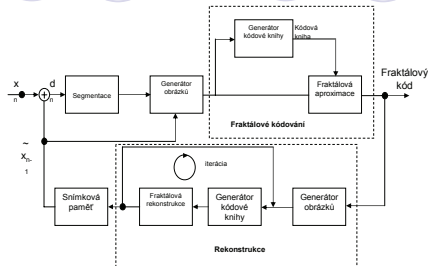 Generátor
kódové knihy
Kódová
kniha
x
n
d
n
Segmentace
Generátor
obrázků
Fraktálová
aproximace
Fraktálový
kód
Fraktálové kódování
~
x
n-
1
iterácia
Snímková
paměť
Fraktálová
rekonstrukce
Generátor
kódové
knihy
Generátor
obrázků
Rekonstrukce